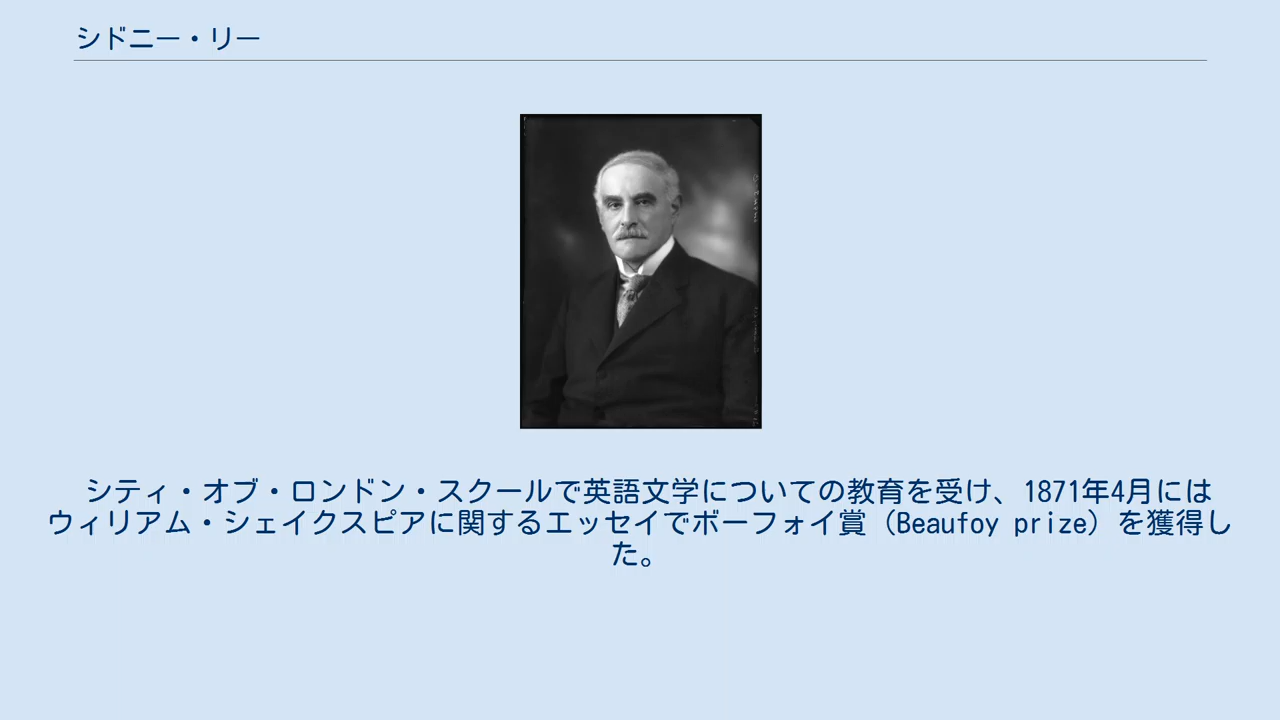 シドニー・リー
シティ・オブ・ロンドン・スクールで英語文学についての教育を受け、1871年4月には
ウィリアム・シェイクスピアに関するエッセイでボーフォイ賞（Beaufoy prize）を獲得し
た。